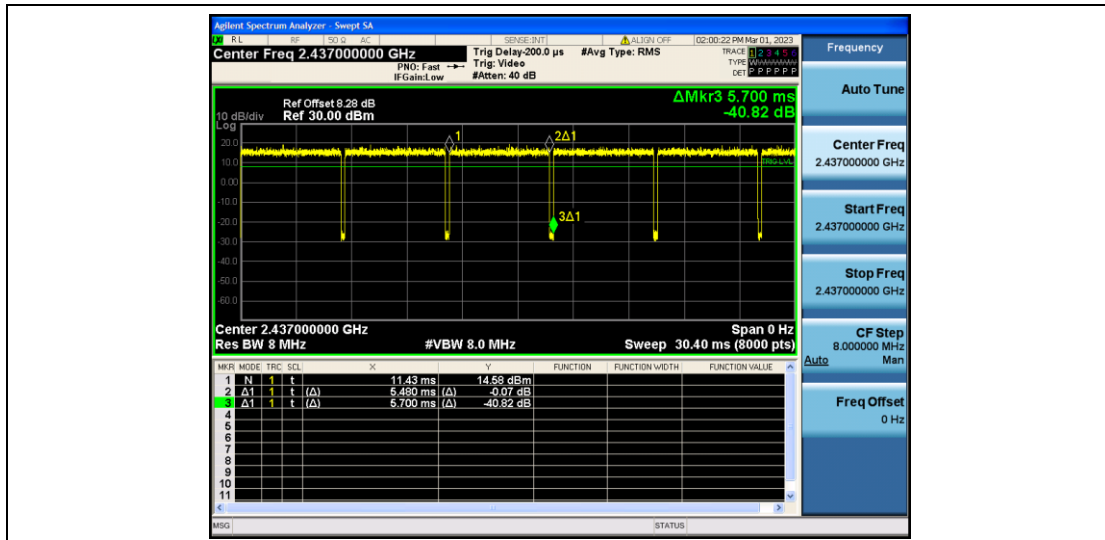 Agilent Spectrum Analyzer - Swept SA
RL RF 50 Ω AC SENSE:INT ALIGN OFF 02:00:22 PM Mar 01, 2023
Center Freq 2.437000000 GHz Trig Delay-200.0 µs #Avg Type: RMS TRACE 1 2 3 4 5 6
PNO: Fast Trig: Video TYPE WWWWWW
IFGain:Low #Atten: 40 dB DET P P P P P P
ΔMkr3 5.700 ms
Ref Offset 8.28 dB
10 dB/div Ref 30.00 dBm -40.82 dB
Log
20.0
10.0
0.00
-10.0
-20.0
-30.0
-40.0
-50.0
-60.0
1 2Δ1
TRIG LVL
3Δ1
Center 2.437000000 GHz Span 0 Hz
Res BW 8 MHz #VBW 8.0 MHz Sweep 30.40 ms (8000 pts)
MKR MODE TRC SCL X Y FUNCTION FUNCTION WIDTH FUNCTION VALUE
1 N 1 t 11.43 ms 14.58 dBm
2 Δ1 1 t (Δ) 5.480 ms (Δ) -0.07 dB
3 Δ1 1 t (Δ) 5.700 ms (Δ) -40.82 dB
4
5
6
7
8
9
10
11
MSG STATUS
Frequency
Auto Tune
Center Freq
2.437000000 GHz
Start Freq
2.437000000 GHz
Stop Freq
2.437000000 GHz
CF Step
8.000000 MHz
Auto Man
Freq Offset
0 Hz